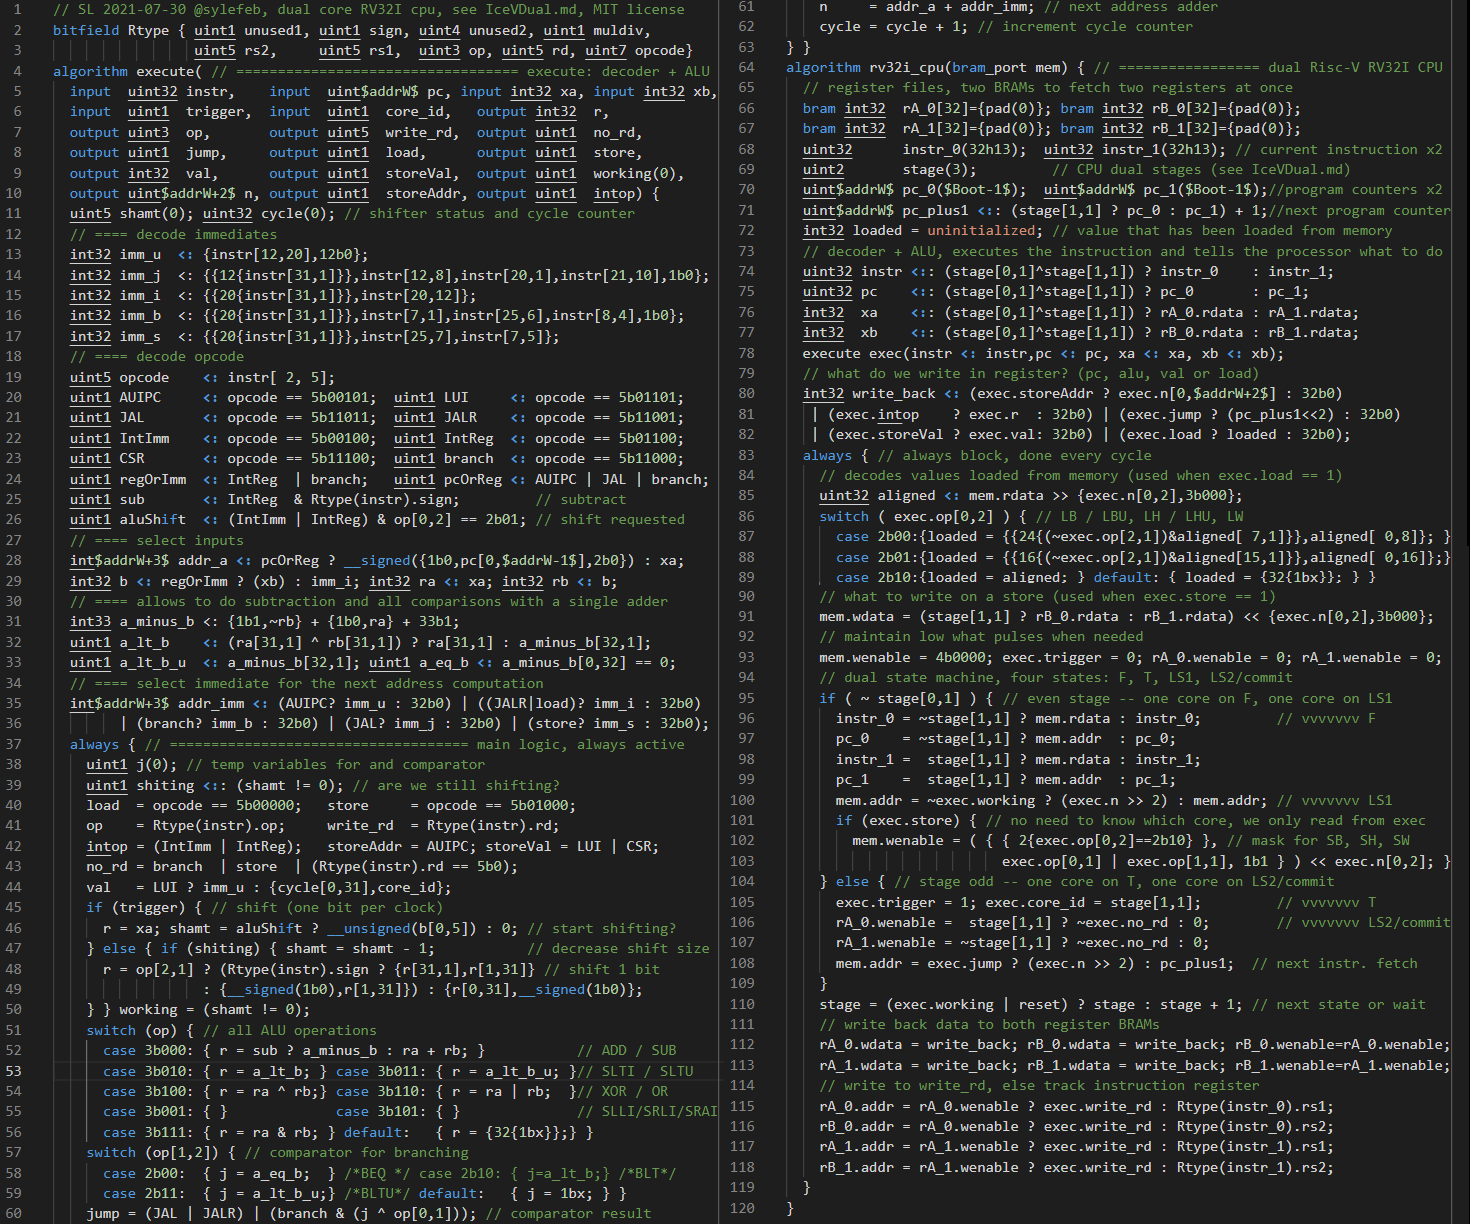 1 // SL 2021-07-30 @sylefeb, dual core RV32I cpu, see IceVDual.md, MIT license
2 bitfield Rtype { uint1 unused1, uint1 sign, uint4 unused2, uint1 muldiv,
3 uint5 rs2, uint5 rs1, uint3 op, uint5 rd, uint7 opcode}
4 algorithm execute( // ================================== execute: decoder + ALU
5 input uint32 instr, input uint$addrW$ pc, input int32 xa, input int32 xb,
6 input uint1 trigger, input uint1 core_id, output int32 r,
7 output uint3 op, output uint5 write_rd, output uint1 no_rd,
8 output uint1 jump, output uint1 load, output uint1 store,
9 output int32 val, output uint1 storeVal, output uint1 working(0),
10 output uint$addrW+2$ n, output uint1 storeAddr, output uint1 intop) {
11 uint5 shamt(0); uint32 cycle(0); // shifter status and cycle counter
12 // ==== decode immediates
13 int32 imm_u <: {instr[12,20],12b0};
14 int32 imm_j <: {{12{instr[31,1]}},instr[12,8],instr[20,1],instr[21,10],1b0};
15 int32 imm_i <: {{20{instr[31,1]}},instr[20,12]};
16 int32 imm_b <: {{20{instr[31,1]}},instr[7,1],instr[25,6],instr[8,4],1b0};
17 int32 imm_s <: {{20{instr[31,1]}},instr[25,7],instr[7,5]};
18 // ==== decode opcode
19 uint5 opcode <: instr[ 2, 5];
20 uint1 AUIPC <: opcode == 5b00101; uint1 LUI <: opcode == 5b01101;
21 uint1 JAL <: opcode == 5b11011; uint1 JALR <: opcode == 5b11001;
22 uint1 IntImm <: opcode == 5b00100; uint1 IntReg <: opcode == 5b01100;
23 uint1 CSR <: opcode == 5b11100; uint1 branch <: opcode == 5b11000;
24 uint1 regOrImm <: IntReg | branch; uint1 pcOrReg <: AUIPC | JAL | branch;
25 uint1 sub <: IntReg & Rtype(instr).sign; // subtract
26 uint1 aluShift <: (IntImm | IntReg) & op[0,2] == 2b01; // shift requested
27 // ==== select inputs
28 int$addrW+3$ addr_a <: pcOrReg ? __signed({1b0,pc[0,$addrW-1$],2b0}) : xa;
29 int32 b <: regOrImm ? (xb) : imm_i; int32 ra <: xa; int32 rb <: b;
30 // ==== allows to do subtraction and all comparisons with a single adder
31 int33 a_minus_b <: {1b1,~rb} + {1b0,ra} + 33b1;
32 uint1 a_lt_b <: (ra[31,1] ^ rb[31,1]) ? ra[31,1] : a_minus_b[32,1];
33 uint1 a_lt_b_u <: a_minus_b[32,1]; uint1 a_eq_b <: a_minus_b[0,32] == 0;
34 // ==== select immediate for the next address computation
35 int$addrW+3$ addr_imm <: (AUIPC? imm_u : 32b0) | ((JALR|load)? imm_i : 32b0)
36 | (branch? imm_b : 32b0) | (JAL? imm_j : 32b0) | (store? imm_s : 32b0);
37 always { // ==================================== main logic, always active
38 uint1 j(0); // temp variables for and comparator
39 uint1 shiting <:: (shamt != 0); // are we still shifting?
40 load = opcode == 5b00000; store = opcode == 5b01000;
41 op = Rtype(instr).op; write_rd = Rtype(instr).rd;
42 intop = (IntImm | IntReg); storeAddr = AUIPC; storeVal = LUI | CSR;
43 no_rd = branch | store | (Rtype(instr).rd == 5b0);
44 val = LUI ? imm_u : {cycle[0,31],core_id};
45 if (trigger) { // shift (one bit per clock)
46 r = xa; shamt = aluShift ? __unsigned(b[0,5]) : 0; // start shifting?
47 } else { if (shiting) { shamt = shamt - 1; // decrease shift size
48 r = op[2,1] ? (Rtype(instr).sign ? {r[31,1],r[1,31]} // shift 1 bit
49 : {__signed(1b0),r[1,31]}) : {r[0,31],__signed(1b0)};
50 } } working = (shamt != 0);
51 switch (op) { // all ALU operations
52 case 3b000: { r = sub ? a_minus_b : ra + rb; } // ADD / SUB
53 case 3b010: { r = a_lt_b; } case 3b011: { r = a_lt_b_u; }// SLTI / SLTU
54 case 3b100: { r = ra ^ rb;} case 3b110: { r = ra | rb; }// XOR / OR
55 case 3b001: { } case 3b101: { } // SLLI/SRLI/SRAI
56 case 3b111: { r = ra & rb; } default: { r = {32{1bx}};} }
57 switch (op[1,2]) { // comparator for branching
58 case 2b00: { j = a_eq_b; } /*BEQ */ case 2b10: { j=a_lt_b;} /*BLT*/
59 case 2b11: { j = a_lt_b_u;} /*BLTU*/ default: { j = 1bx; } }
60 jump = (JAL | JALR) | (branch & (j ^ op[0,1])); // comparator result
61 n = addr_a + addr_imm; // next address adder
62 cycle = cycle + 1; // increment cycle counter
63 } }
64 algorithm rv32i_cpu(bram_port mem) { // ================= dual Risc-V RV32I CPU
65 // register files, two BRAMs to fetch two registers at once
66 bram int32 rA_0[32]={pad(0)}; bram int32 rB_0[32]={pad(0)};
67 bram int32 rA_1[32]={pad(0)}; bram int32 rB_1[32]={pad(0)};
68 uint32 instr_0(32h13); uint32 instr_1(32h13); // current instruction x2
69 uint2 stage(3); // CPU dual stages (see IceVDual.md)
70 uint$addrW$ pc_0($Boot-1$); uint$addrW$ pc_1($Boot-1$);//program counters x2
71 uint$addrW$ pc_plus1 <:: (stage[1,1] ? pc_0 : pc_1) + 1;//next program counter
72 int32 loaded = uninitialized; // value that has been loaded from memory
73 // decoder + ALU, executes the instruction and tells the processor what to do
74 uint32 instr <:: (stage[0,1]^stage[1,1]) ? instr_0 : instr_1;
75 uint32 pc <:: (stage[0,1]^stage[1,1]) ? pc_0 : pc_1;
76 int32 xa <:: (stage[0,1]^stage[1,1]) ? rA_0.rdata : rA_1.rdata;
77 int32 xb <:: (stage[0,1]^stage[1,1]) ? rB_0.rdata : rB_1.rdata;
78 execute exec(instr <: instr,pc <: pc, xa <: xa, xb <: xb);
79 // what do we write in register? (pc, alu, val or load)
80 int32 write_back <: (exec.storeAddr ? exec.n[0,$addrW+2$] : 32b0)
81 | (exec.intop ? exec.r : 32b0) | (exec.jump ? (pc_plus1<<2) : 32b0)
82 | (exec.storeVal ? exec.val: 32b0) | (exec.load ? loaded : 32b0);
83 always { // always block, done every cycle
84 // decodes values loaded from memory (used when exec.load == 1)
85 uint32 aligned <: mem.rdata >> {exec.n[0,2],3b000};
86 switch ( exec.op[0,2] ) { // LB / LBU, LH / LHU, LW
87 case 2b00:{loaded = {{24{(~exec.op[2,1])&aligned[ 7,1]}},aligned[ 0,8]}; }
88 case 2b01:{loaded = {{16{(~exec.op[2,1])&aligned[15,1]}},aligned[ 0,16]};}
89 case 2b10:{loaded = aligned; } default: { loaded = {32{1bx}}; } }
90 // what to write on a store (used when exec.store == 1)
91 mem.wdata = (stage[1,1] ? rB_0.rdata : rB_1.rdata) << {exec.n[0,2],3b000};
92 // maintain low what pulses when needed
93 mem.wenable = 4b0000; exec.trigger = 0; rA_0.wenable = 0; rA_1.wenable = 0;
94 // dual state machine, four states: F, T, LS1, LS2/commit
95 if ( ~ stage[0,1] ) { // even stage -- one core on F, one core on LS1
96 instr_0 = ~stage[1,1] ? mem.rdata : instr_0; // vvvvvvv F
97 pc_0 = ~stage[1,1] ? mem.addr : pc_0;
98 instr_1 = stage[1,1] ? mem.rdata : instr_1;
99 pc_1 = stage[1,1] ? mem.addr : pc_1;
100 mem.addr = ~exec.working ? (exec.n >> 2) : mem.addr; // vvvvvvv LS1
101 if (exec.store) { // no need to know which core, we only read from exec
102 mem.wenable = ( { { 2{exec.op[0,2]==2b10} }, // mask for SB, SH, SW
103 exec.op[0,1] | exec.op[1,1], 1b1 } ) << exec.n[0,2]; }
104 } else { // stage odd -- one core on T, one core on LS2/commit
105 exec.trigger = 1; exec.core_id = stage[1,1]; // vvvvvvv T
106 rA_0.wenable = stage[1,1] ? ~exec.no_rd : 0; // vvvvvvv LS2/commit
107 rA_1.wenable = ~stage[1,1] ? ~exec.no_rd : 0;
108 mem.addr = exec.jump ? (exec.n >> 2) : pc_plus1; // next instr. fetch
109 }
110 stage = (exec.working | reset) ? stage : stage + 1; // next state or wait
111 // write back data to both register BRAMs
112 rA_0.wdata = write_back; rB_0.wdata = write_back; rB_0.wenable=rA_0.wenable;
113 rA_1.wdata = write_back; rB_1.wdata = write_back; rB_1.wenable=rA_1.wenable;
114 // write to write_rd, else track instruction register
115 rA_0.addr = rA_0.wenable ? exec.write_rd : Rtype(instr_0).rs1;
116 rB_0.addr = rA_0.wenable ? exec.write_rd : Rtype(instr_0).rs2;
117 rA_1.addr = rA_1.wenable ? exec.write_rd : Rtype(instr_1).rs1;
118 rB_1.addr = rA_1.wenable ? exec.write_rd : Rtype(instr_1).rs2;
119 }
120 }